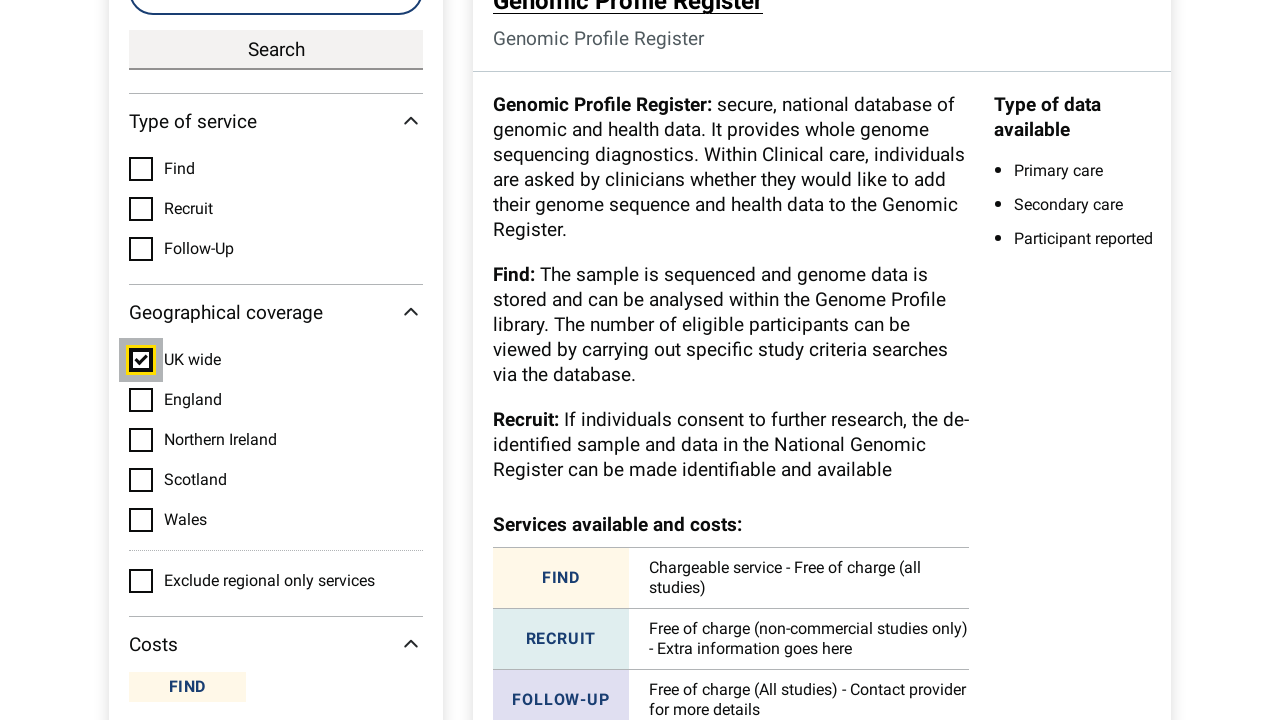 Genomic Profile Register
Genomic Profile Register
Search
Type of service
Find
Recruit
Follow-Up
Geographical coverage
UK wide
England
Northern Ireland
Scotland
Wales
Exclude regional only services
Costs
FIND
Genomic Profile Register: secure, national database of
genomic and health data. It provides whole genome
sequencing diagnostics. Within Clinical care, individuals
are asked by clinicians whether they would like to add
their genome sequence and health data to the Genomic
Register.
Find: The sample is sequenced and genome data is
stored and can be analysed within the Genome Profile
library. The number of eligible participants can be
viewed by carrying out specific study criteria searches
via the database.
Recruit: If individuals consent to further research, the de-
identified sample and data in the National Genomic
Register can be made identifiable and available
Services available and costs:
FIND
Chargeable service - Free of charge (all
studies)
RECRUIT
Free of charge (non-commercial studies only)
- Extra information goes here
FOLLOW-UP
Free of charge (All studies) - Contact provider
for more details
Type of data
available
Primary care
Secondary care
Participant reported